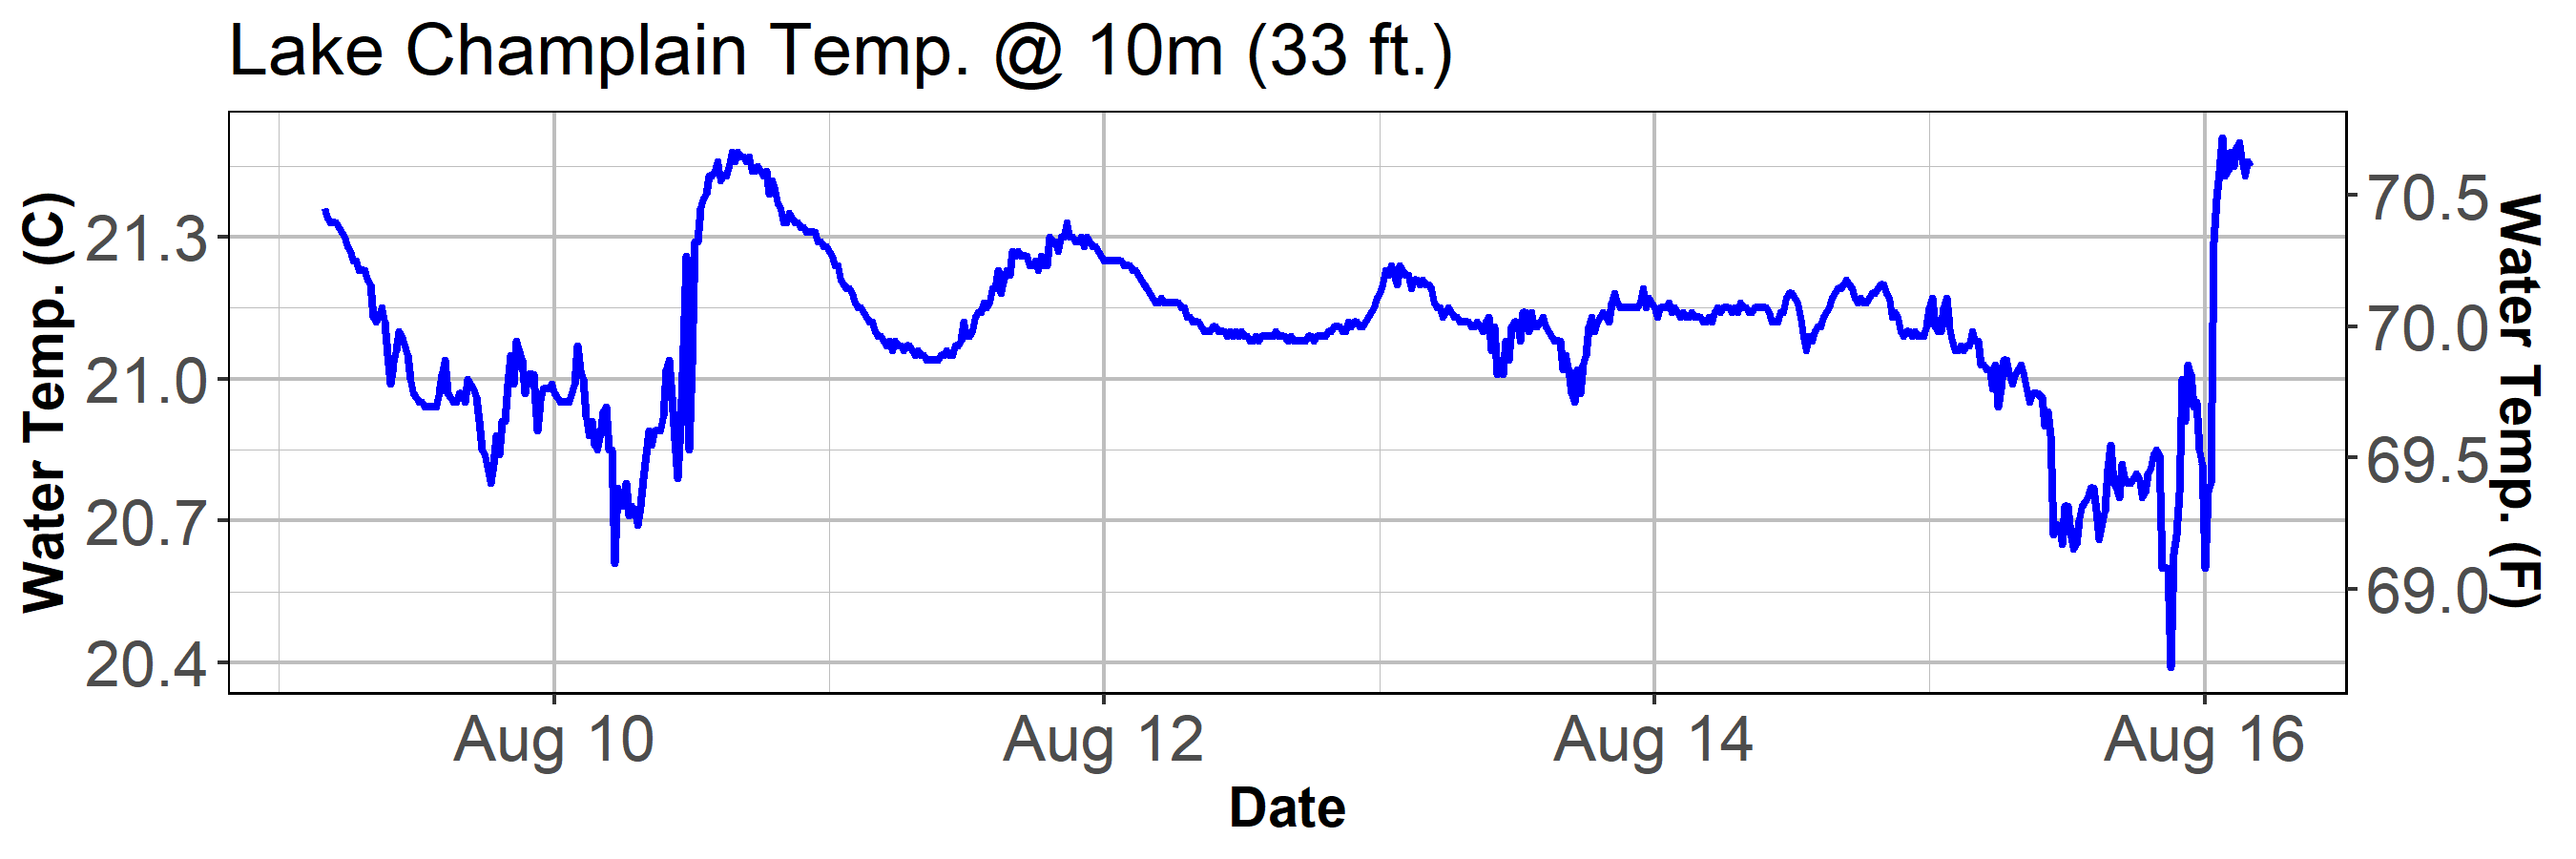 Lake Champlain Temp. @ 10m (33 ft.)
Water Temp. (C)
21.3
21.0
20.7
20.4
70.5
70.0
69.5
69.0
Water Temp. (F)
Aug 10
Aug 12
Aug 14
Aug 16
Date